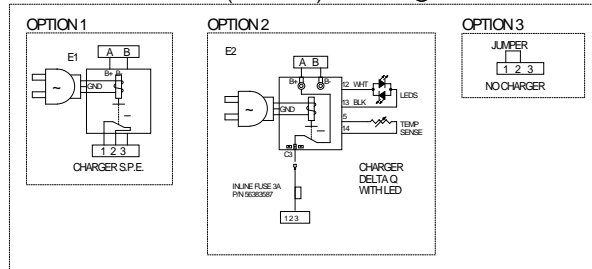 OPTION 1
E1
A B
B+ B-
GND
~
1 2 3
CHARGER S.P.E.
OPTION 2
E2
A B
B+ B-
12 WHT
LEDS
13 BLK
GND
~
5
TEMP
SENSE
14
C3
INLINE FUSE 3A
P/N 56383587
1 2 3
CHARGER
DELTA Q
WITH LED
OPTION 3
JUMPER
1 2 3
NO CHARGER